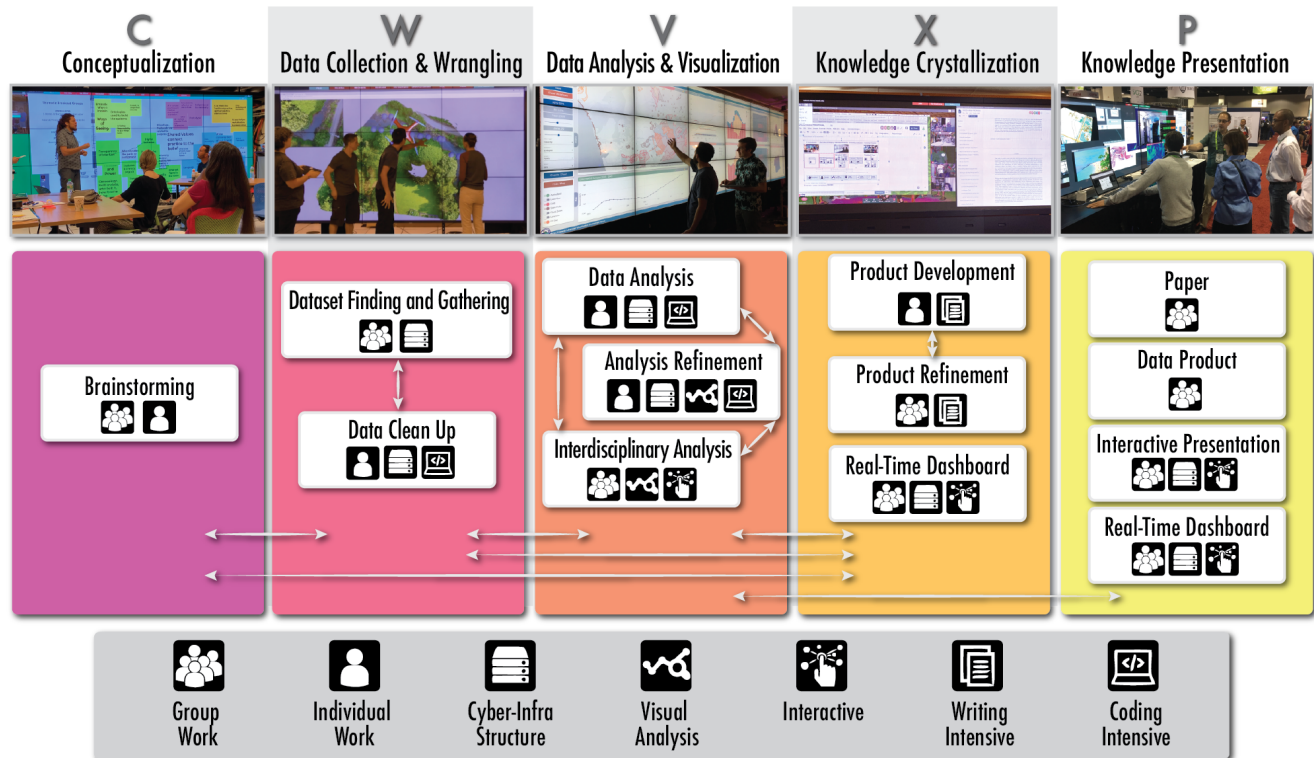 C
Conceptualization
W
Data Collection & Wrangling
V
Data Analysis & Visualization
X
Knowledge Crystallization
P
Knowledge Presentation
Brainstorming
Dataset Finding and Gathering
Data Clean Up
Data Analysis
Analysis Refinement
Interdisciplinary Analysis
Product Development
Product Refinement
Real-Time Dashboard
Paper
Data Product
Interactive Presentation
Real-Time Dashboard
Group
Work
Individual
Work
Cyber-Infra
Structure
Visual
Analysis
Interactive
Writing
Intensive
Coding
Intensive